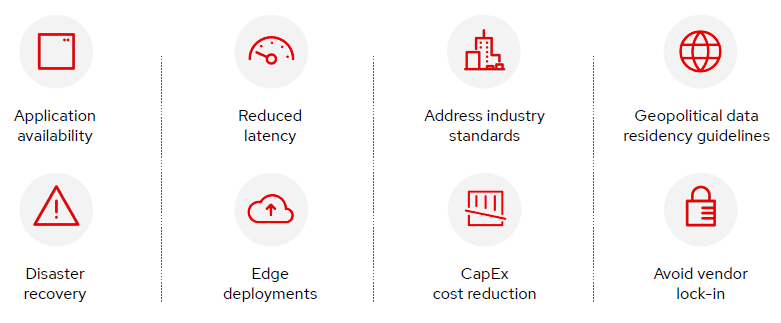 Application
availability
Reduced
latency
Address industry
standards
Geopolitical data
residency guidelines
Disaster
recovery
Edge
deployments
CapEx
cost reduction
Avoid vendor
lock-in